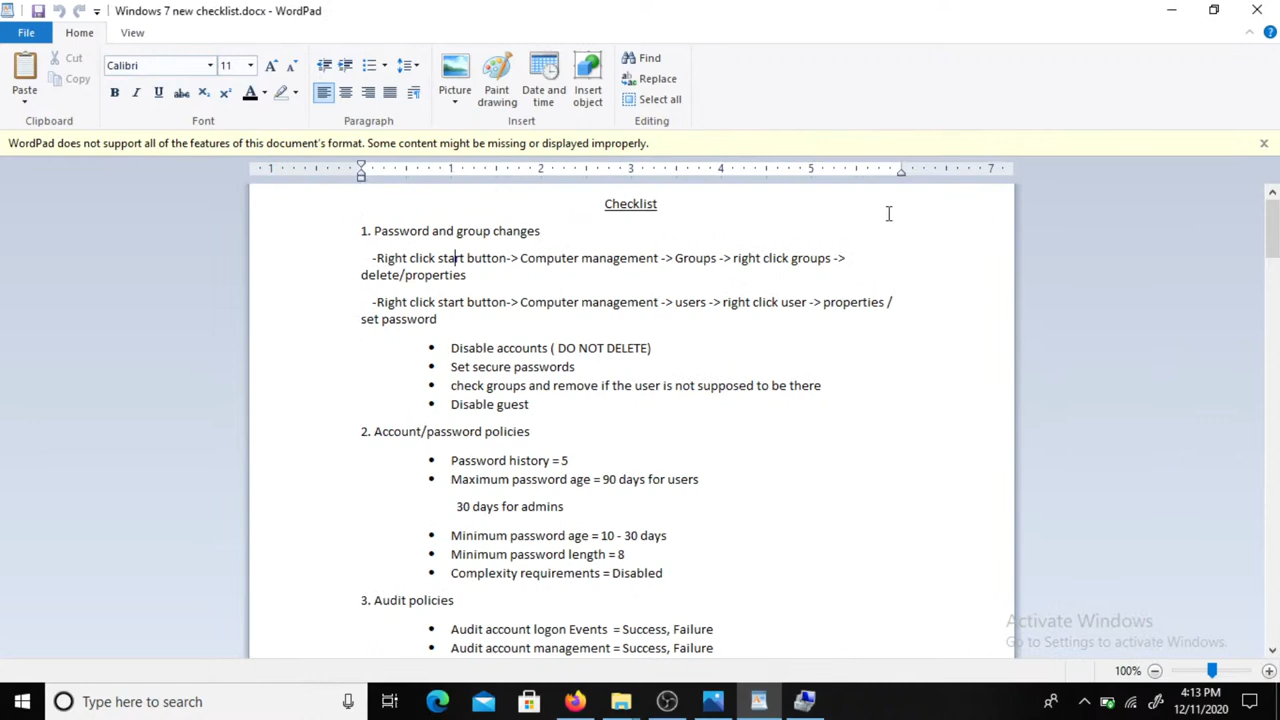 Windows 7 new checklist.docx - WordPad
File Home View
Paste Cut Copy Clipboard
Calibri 11 Font
Paragraph
Picture Paint drawing Date and time Insert object Insert
Find Replace Select all Editing
WordPad does not support all of the features of this document's format. Some content might be missing or displayed improperly.
1 1 2 3 4 5 7
Checklist
1. Password and group changes
-Right click start button-> Computer management -> Groups -> right click groups ->
delete/properties
-Right click start button-> Computer management -> users -> right click user -> properties /
set password
• Disable accounts ( DO NOT DELETE)
• Set secure passwords
• check groups and remove if the user is not supposed to be there
• Disable guest
2. Account/password policies
• Password history = 5
• Maximum password age = 90 days for users
30 days for admins
• Minimum password age = 10 - 30 days
• Minimum password length = 8
• Complexity requirements = Disabled
3. Audit policies
• Audit account logon Events = Success, Failure
• Audit account management = Success, Failure
Activate Windows
Go to Settings to activate Windows.
100%
Type here to search
4:13 PM
12/11/2020